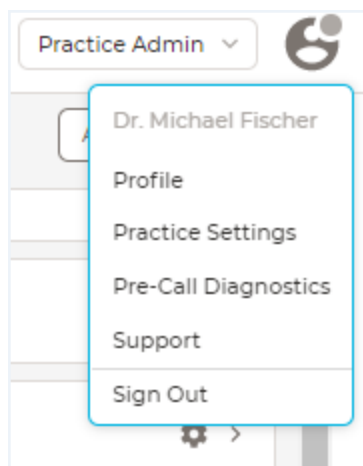 Practice Admin
Dr. Michael Fischer
Profile
Practice Settings
Pre-Call Diagnostics
Support
Sign Out